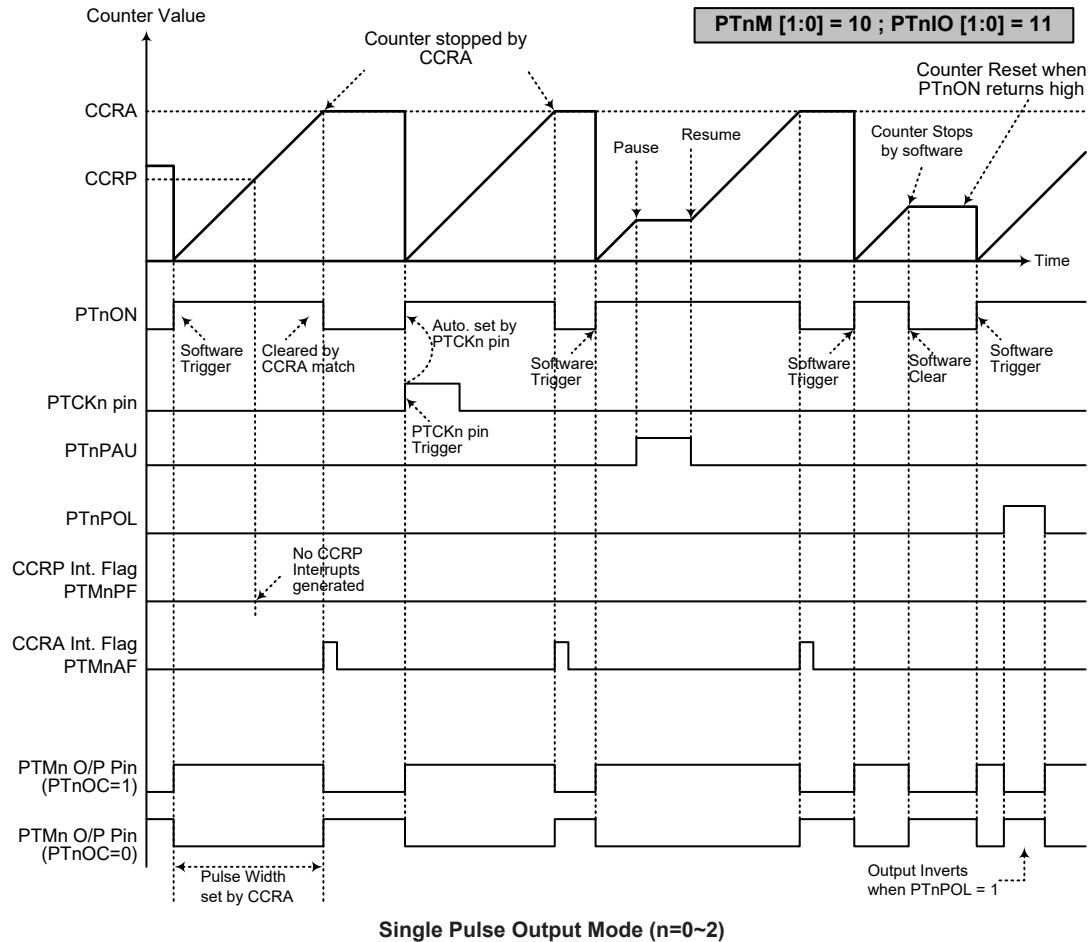 Counter Value
PTnM [1:0] = 10 ; PTnIO [1:0] = 11
Counter stopped by
CCRA
Counter Reset when
PTnON returns high
CCRA
Pause
Resume
Counter Stops
by software
CCRP
Time
PTnON
Software
Trigger
Cleared by
CCRA match
Auto. set by
PTCKn pin
Software
Trigger
Software
Trigger
Software
Clear
Software
Trigger
PTCKn pin
PTCKn pin
Trigger
PTnPAU
PTnPOL
CCRP Int. Flag
PTMnPF
No CCRP
Interrupts
generated
CCRA Int. Flag
PTMnAF
PTMn O/P Pin
(PTnOC=1)
PTMn O/P Pin
(PTnOC=0)
Pulse Width
set by CCRA
Output Inverts
when PTnPOL = 1
Single Pulse Output Mode (n=0~2)